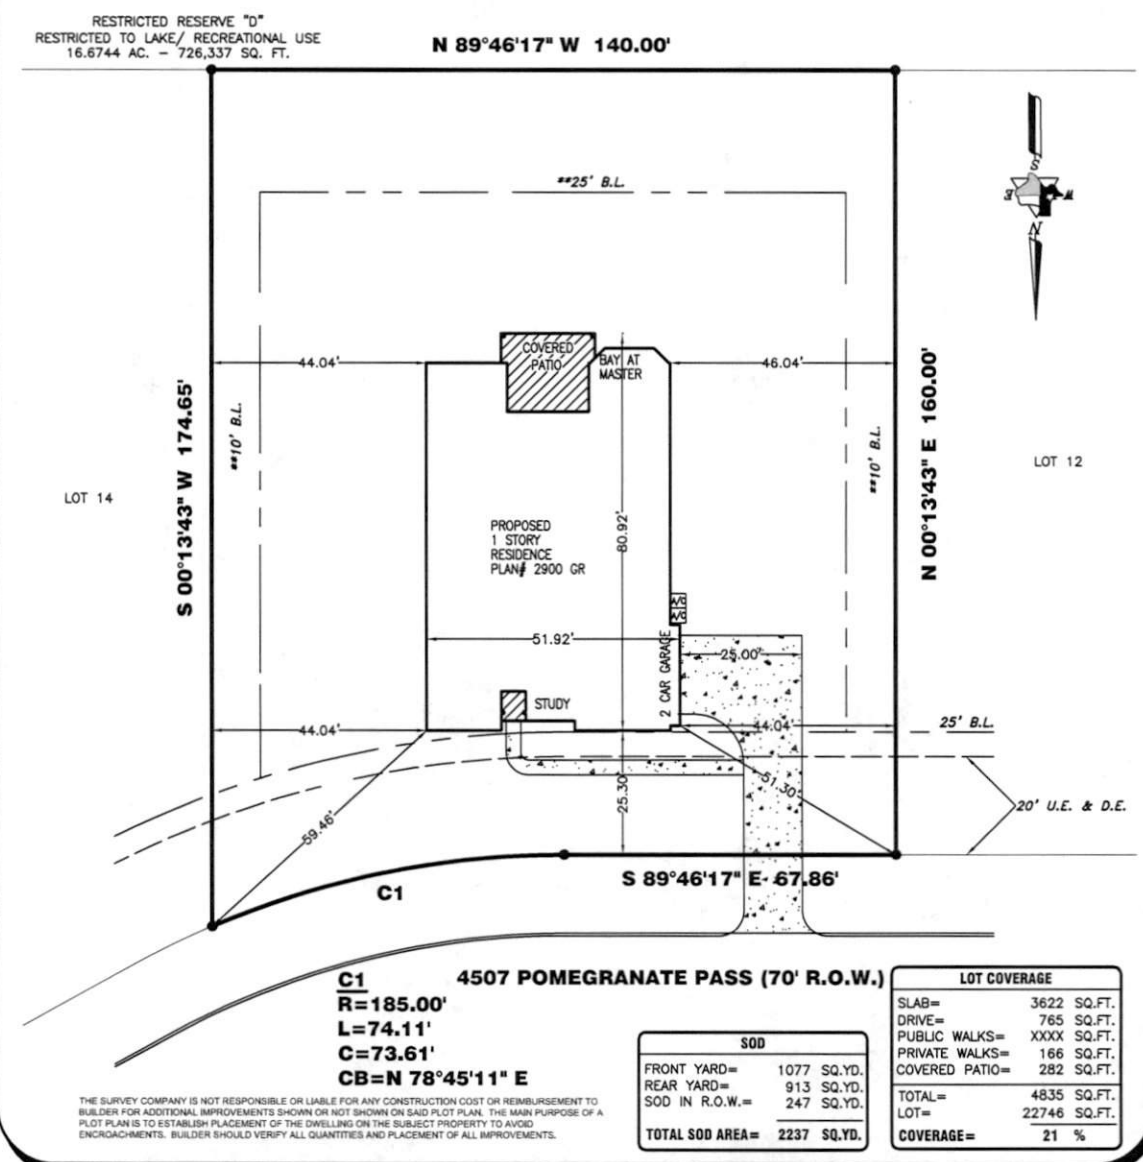 RESTRICTED RESERVE "D"
RESTRICTED TO LAKE/ RECREATIONAL USE
16.6744 AC. - 726,337 SQ. FT.
N 89°46'17" W 140.00'
**25' B.L.
S
E W
N
COVERED
PATIO
BAY AT
MASTER
44.04'
46.04'
S 00°13'43" W 174.65'
N 00°13'43" E 160.00'
**10' B.L.
**10' B.L.
LOT 12
LOT 14
80.92'
PROPOSED
1 STORY
RESIDENCE
PLAN# 2900 GR
A/C
A/C
51.92'
2 CAR GARAGE
25.00'
STUDY
44.04'
44.04'
25' B.L.
59.46'
25.30'
51.30'
20' U.E. & D.E.
S 89°46'17" E 67.86'
C1
4507 POMEGRANATE PASS (70' R.O.W.)
C1
R=185.00'
L=74.11'
C=73.61'
CB=N 78°45'11" E
SOD
FRONT YARD= 1077 SQ.YD.
REAR YARD= 913 SQ.YD.
SOD IN R.O.W.= 247 SQ.YD.
TOTAL SOD AREA= 2237 SQ.YD.
LOT COVERAGE
SLAB= 3622 SQ.FT.
DRIVE= 765 SQ.FT.
PUBLIC WALKS= XXXX SQ.FT.
PRIVATE WALKS= 166 SQ.FT.
COVERED PATIO= 282 SQ.FT.
TOTAL= 4835 SQ.FT.
LOT= 22746 SQ.FT.
COVERAGE= 21 %
THE SURVEY COMPANY IS NOT RESPONSIBLE OR LIABLE FOR ANY CONSTRUCTION COST OR REIMBURSEMENT TO
BUILDER FOR ADDITIONAL IMPROVEMENTS SHOWN OR NOT SHOWN ON SAID PLOT PLAN. THE MAIN PURPOSE OF A
PLOT PLAN IS TO ESTABLISH PLACEMENT OF THE DWELLING ON THE SUBJECT PROPERTY TO AVOID
ENCROACHMENTS. BUILDER SHOULD VERIFY ALL QUANTITIES AND PLACEMENT OF ALL IMPROVEMENTS.